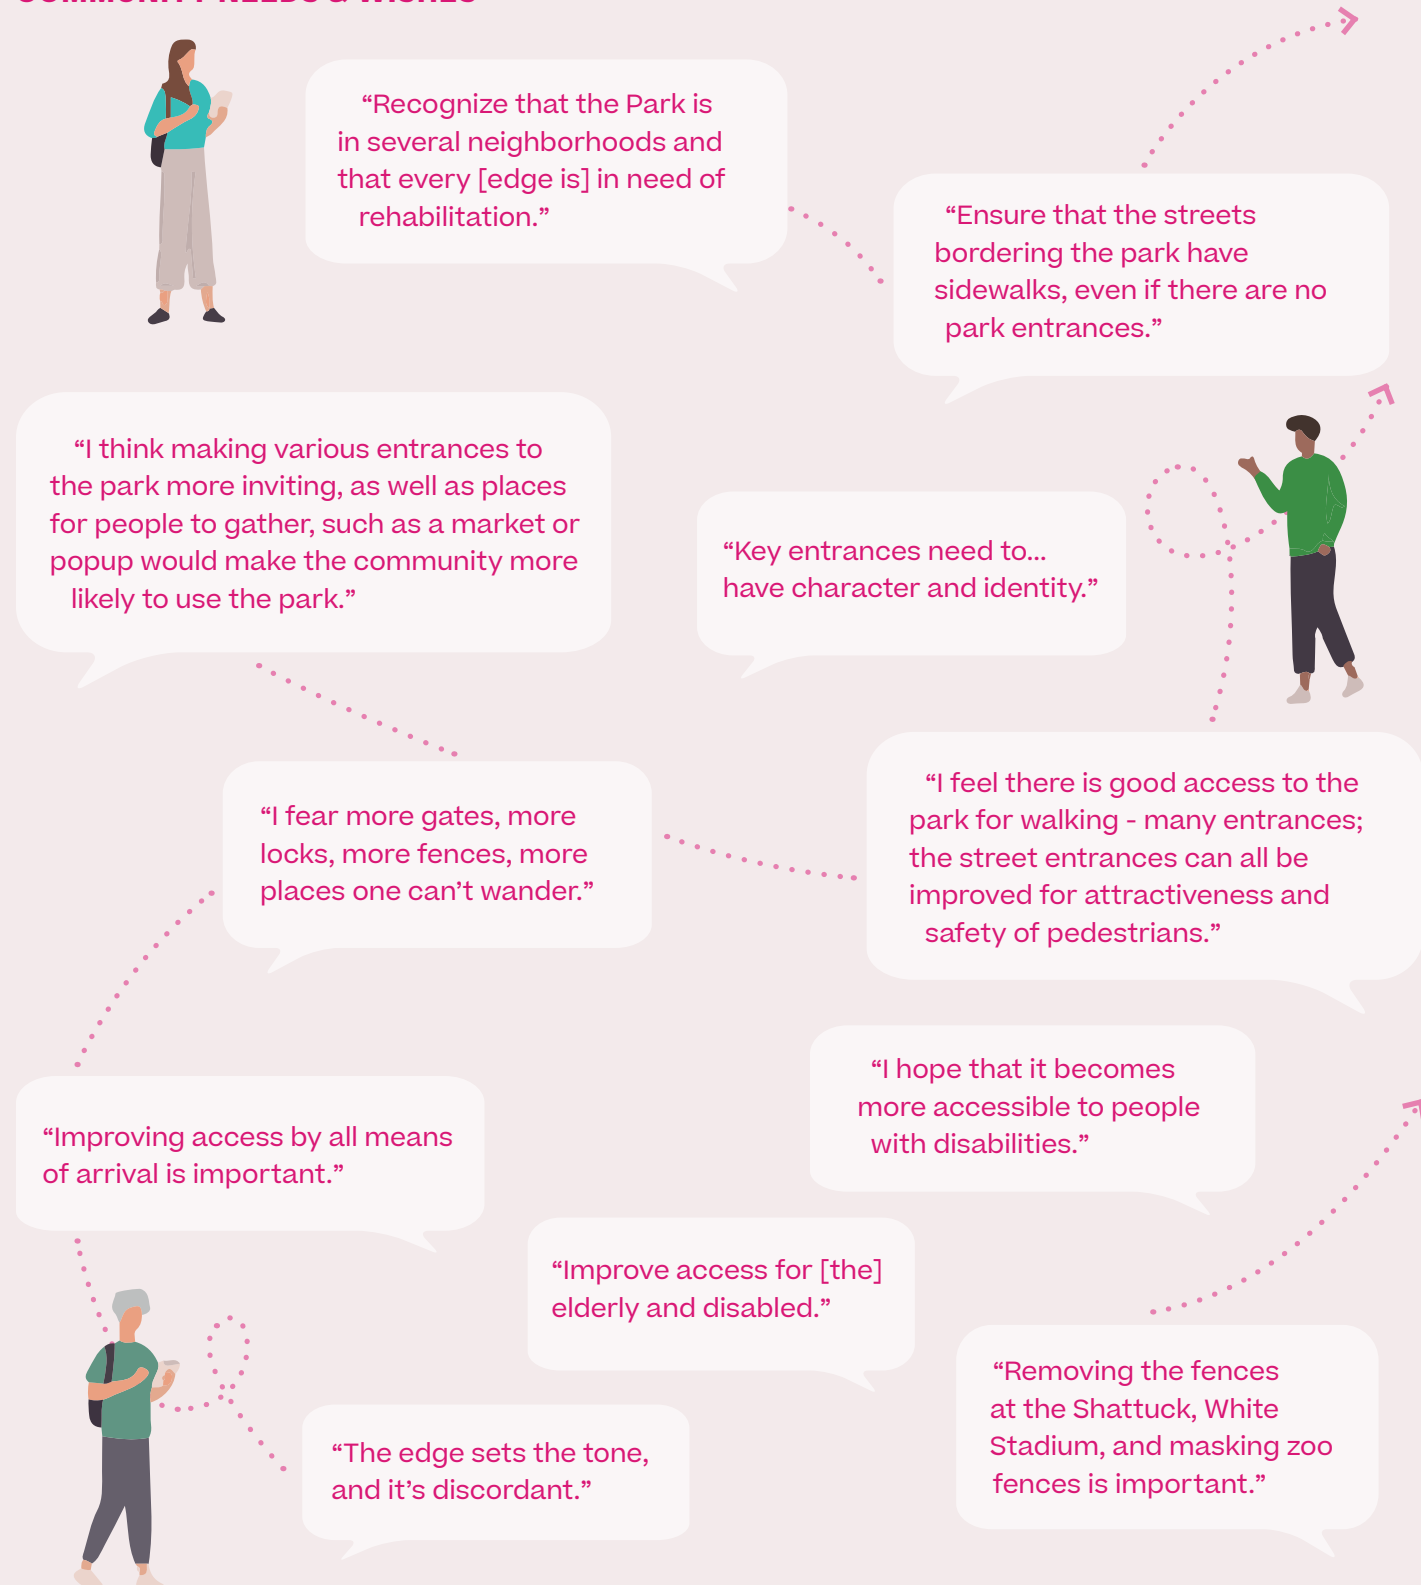 COMMUNITY NEEDS & WISHES
“Recognize that the Park is
in several neighborhoods and
that every [edge is] in need of
rehabilitation.”
“Ensure that the streets
bordering the park have
sidewalks, even if there are no
park entrances.”
“I think making various entrances to
the park more inviting, as well as places
for people to gather, such as a market or
popup would make the community more
likely to use the park.”
“Key entrances need to...
have character and identity.”
“I fear more gates, more
locks, more fences, more
places one can’t wander.”
“I feel there is good access to the
park for walking - many entrances;
the street entrances can all be
improved for attractiveness and
safety of pedestrians.”
“I hope that it becomes
more accessible to people
with disabilities.”
“Improving access by all means
of arrival is important.”
“Improve access for [the]
elderly and disabled.”
“Removing the fences
at the Shattuck, White
Stadium, and masking zoo
fences is important.”
“The edge sets the tone,
and it’s discordant.”